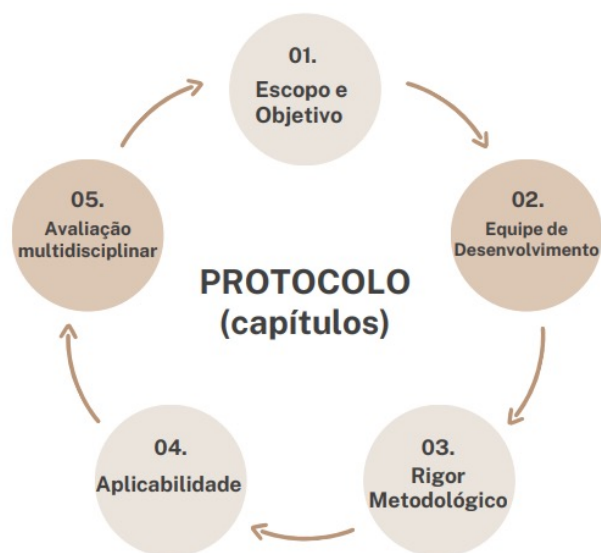 01.
Escopo e
Objetivo
02.
Equipe de
Desenvolvimento
03.
Rigor
Metodológico
04.
Aplicabilidade
05.
Avaliação
multidisciplinar
PROTOCOLO
(capítulos)